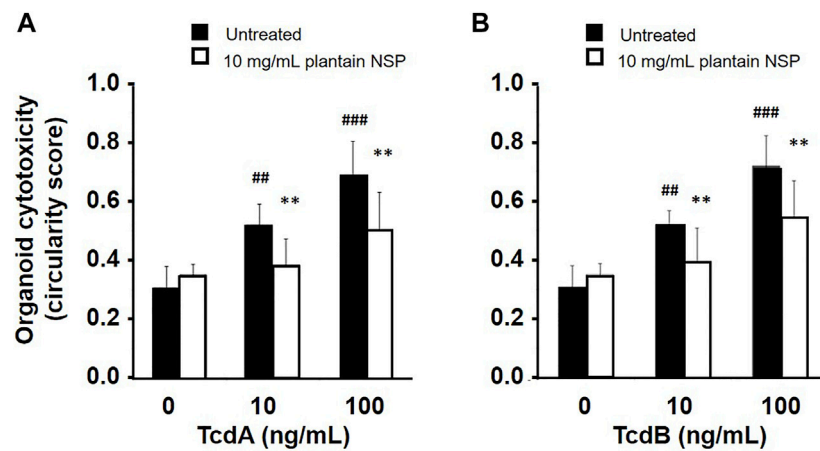 A
Untreated
10 mg/mL plantain NSP
Organoid cytotoxicity
(circularity score)
1.0
0.8
0.6
0.4
0.2
0.0
##
**
###
**
0 10 100
TcdA (ng/mL)
B
Untreated
10 mg/mL plantain NSP
1.0
0.8
0.6
0.4
0.2
0.0
##
**
###
**
0 10 100
TcdB (ng/mL)